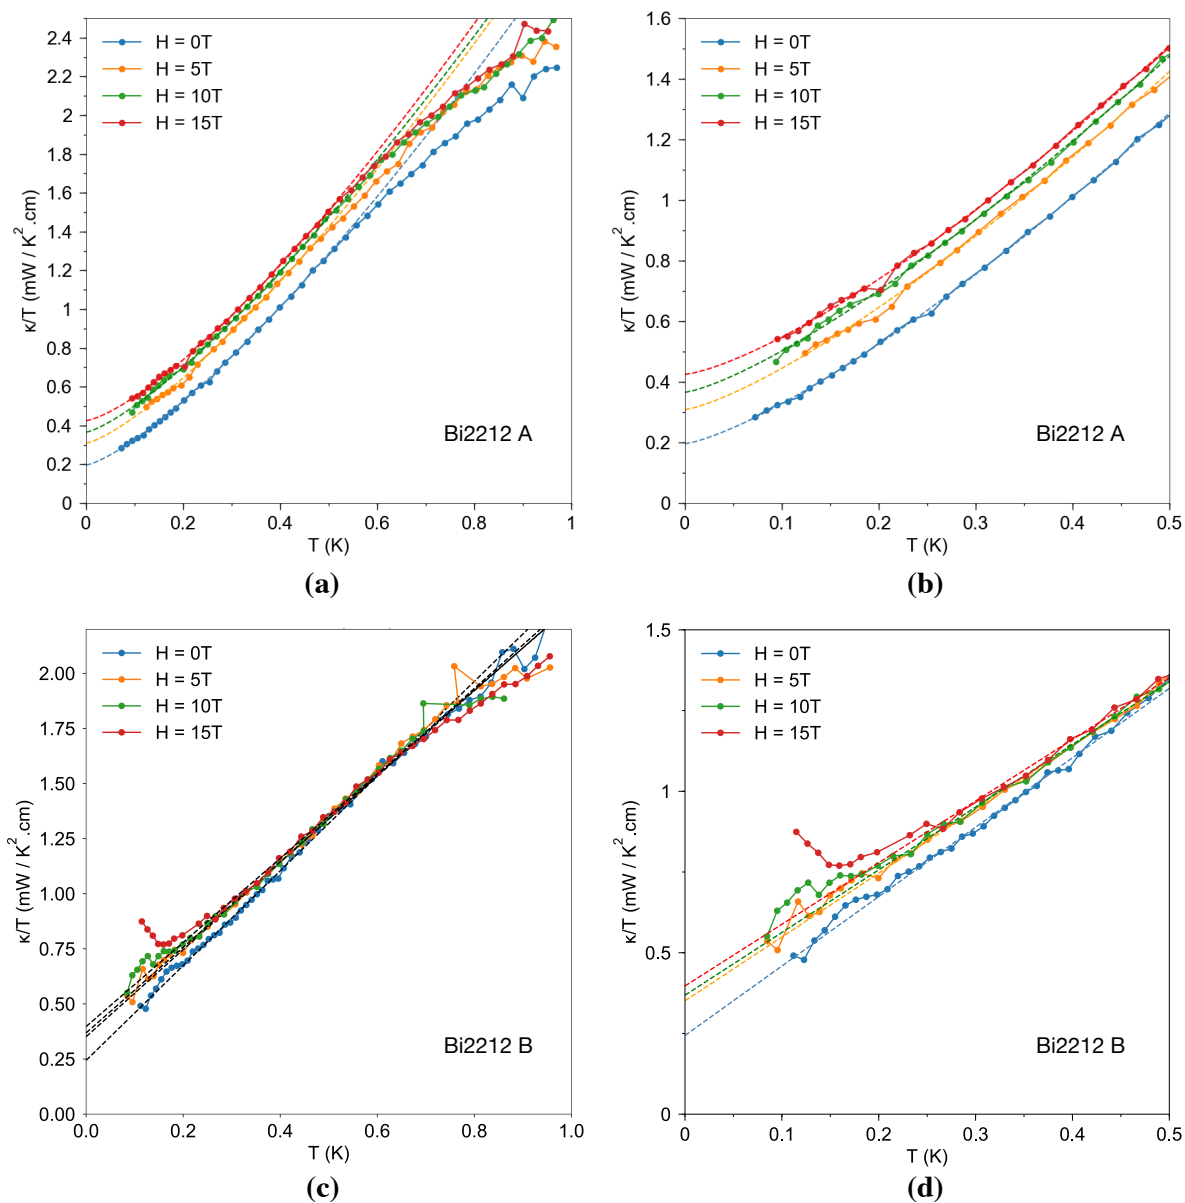 H = 0T
H = 5T
H = 10T
H = 15T
2.4
2.2
2
1.8
1.6
1.4
1.2
1
0.8
0.6
0.4
0.2
0
κ/T (mW / K².cm)
Bi2212 A
0 0.2 0.4 0.6 0.8 1
T (K)
(a)
H = 0T
H = 5T
H = 10T
H = 15T
1.6
1.4
1.2
1
0.8
0.6
0.4
0.2
0
κ/T (mW / K².cm)
Bi2212 A
0 0.1 0.2 0.3 0.4 0.5
T (K)
(b)
H = 0T
H = 5T
H = 10T
H = 15T
2.00
1.75
1.50
1.25
1.00
0.75
0.50
0.25
0.00
κ/T (mW / K².cm)
Bi2212 B
0.0 0.2 0.4 0.6 0.8 1.0
T (K)
(c)
H = 0T
H = 5T
H = 10T
H = 15T
1.5
1
0.5
0
κ/T (mW / K².cm)
Bi2212 B
0 0.1 0.2 0.3 0.4 0.5
T (K)
(d)